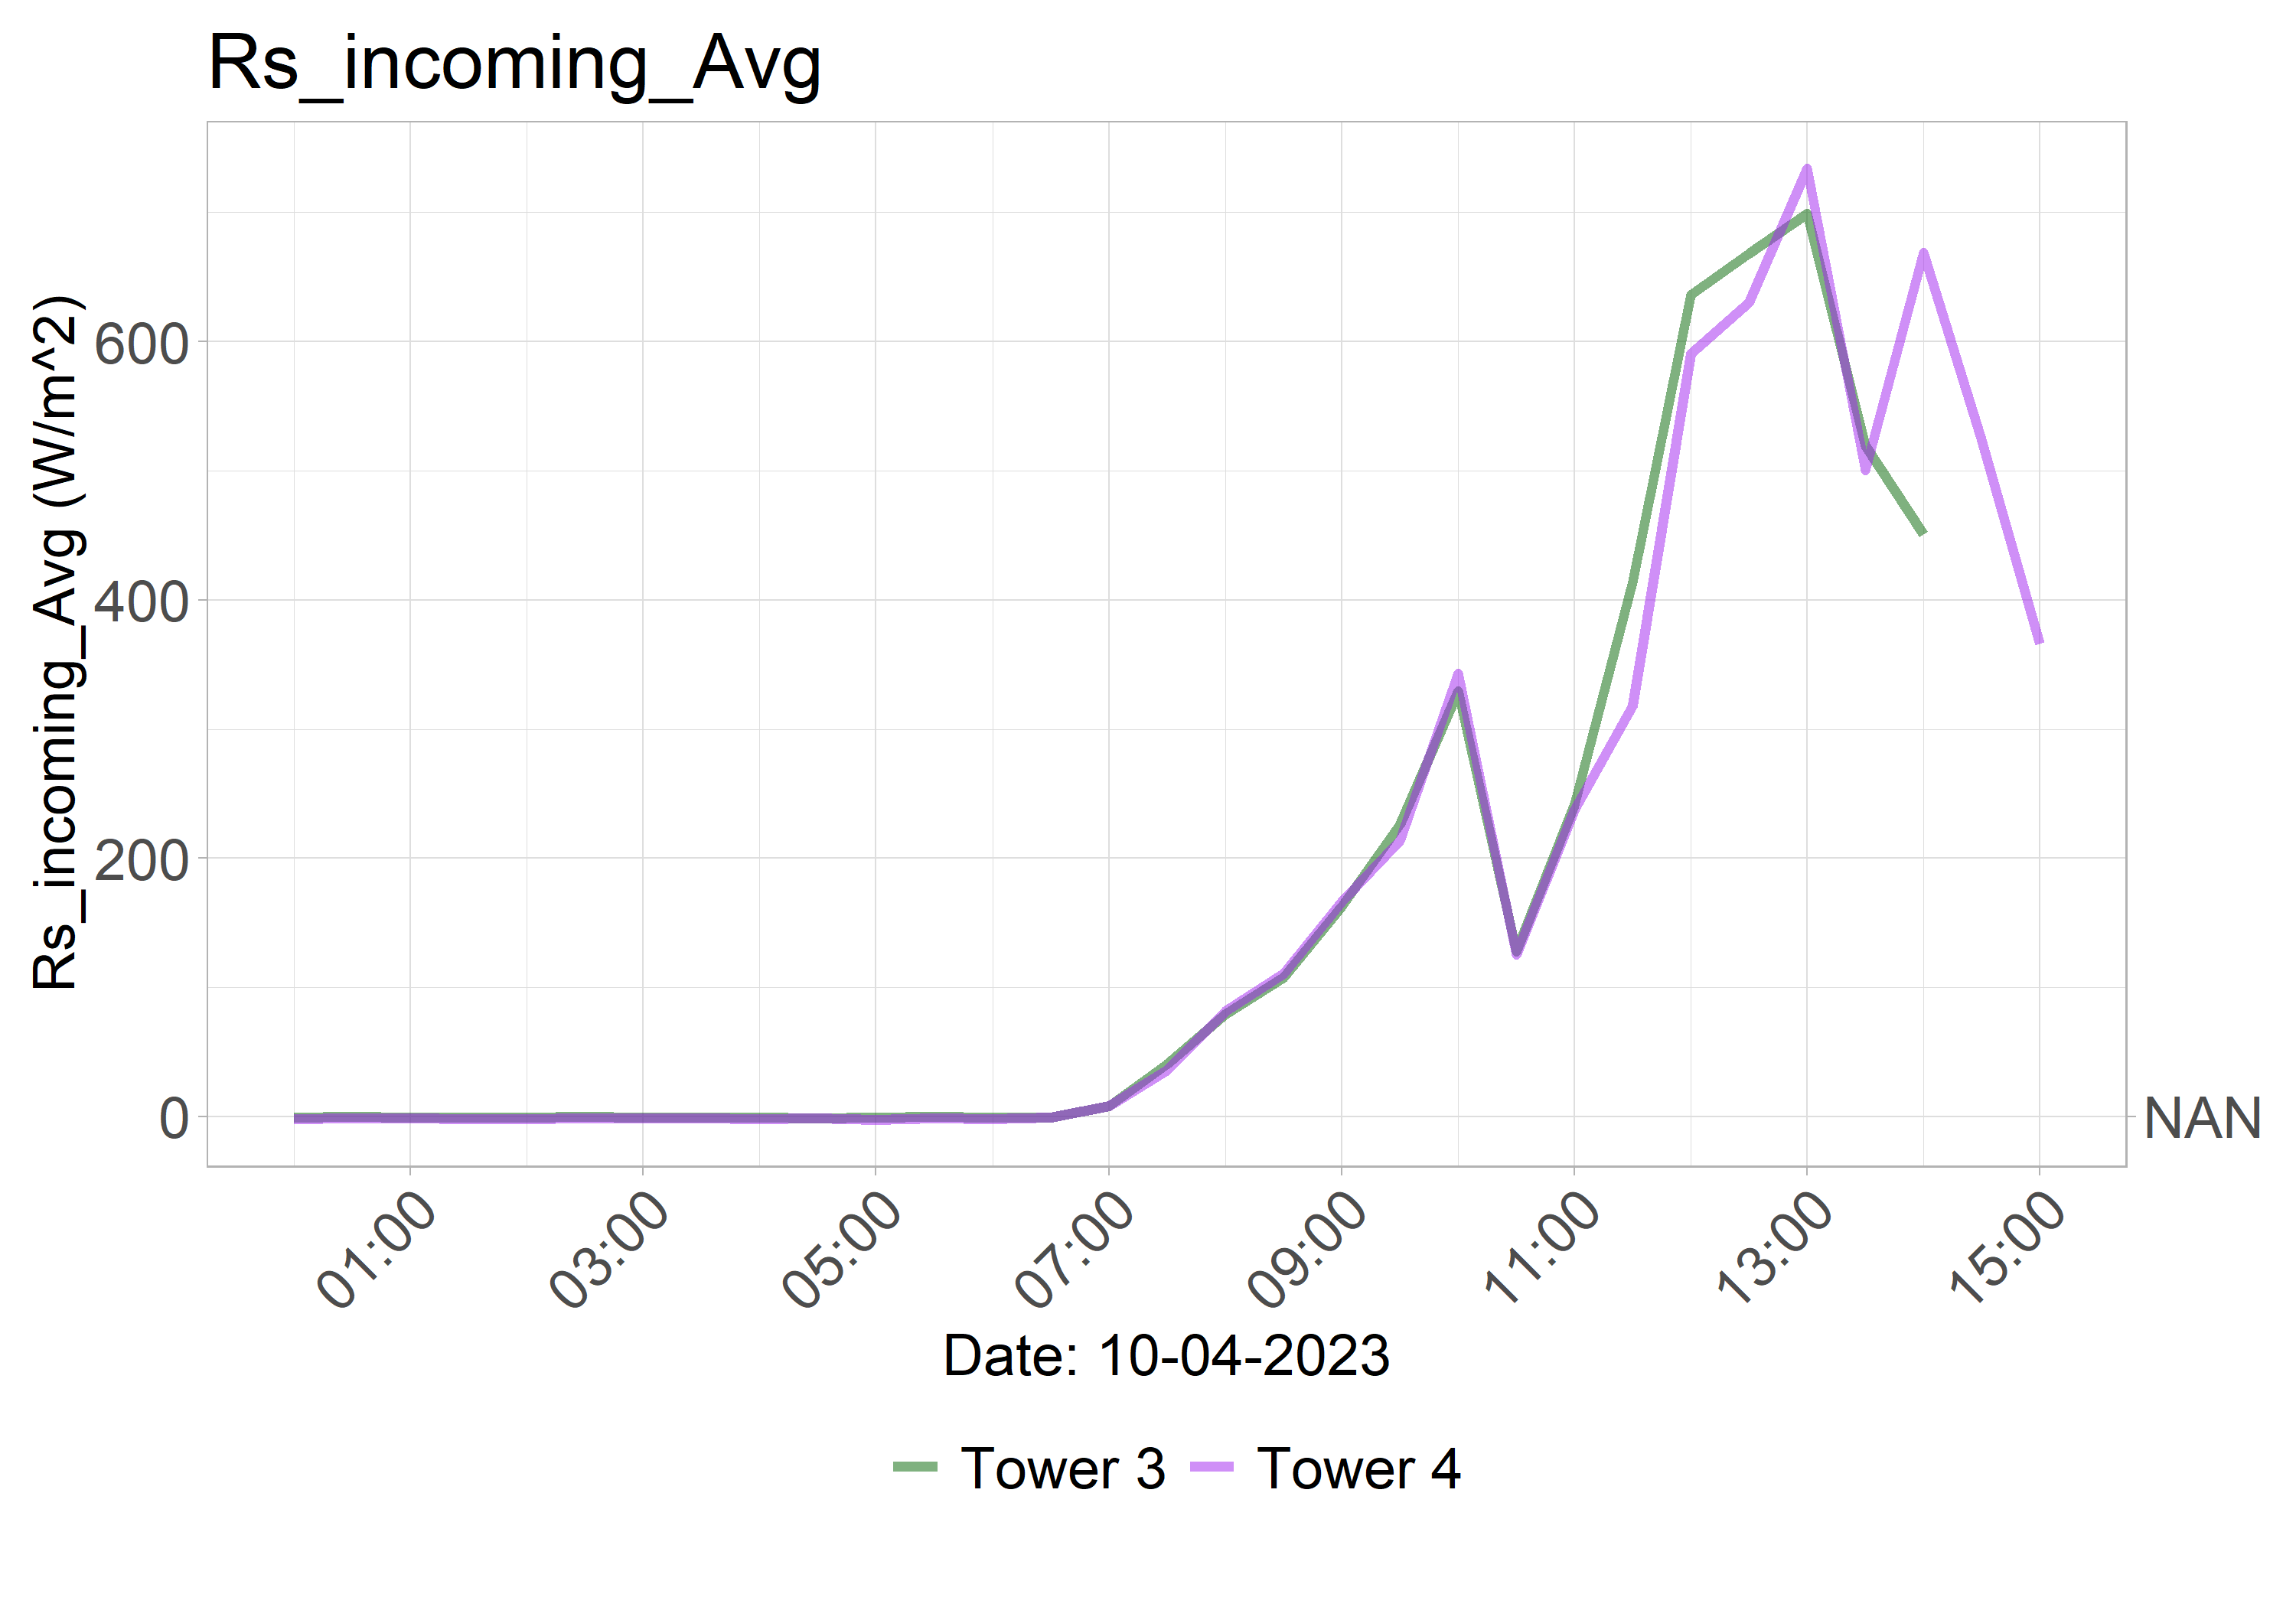 Rs_incoming_Avg
Rs_incoming_Avg (W/m^2)
600
400
200
0
NAN
01:00
03:00
05:00
07:00
09:00
11:00
13:00
15:00
Date: 10-04-2023
Tower 3
Tower 4